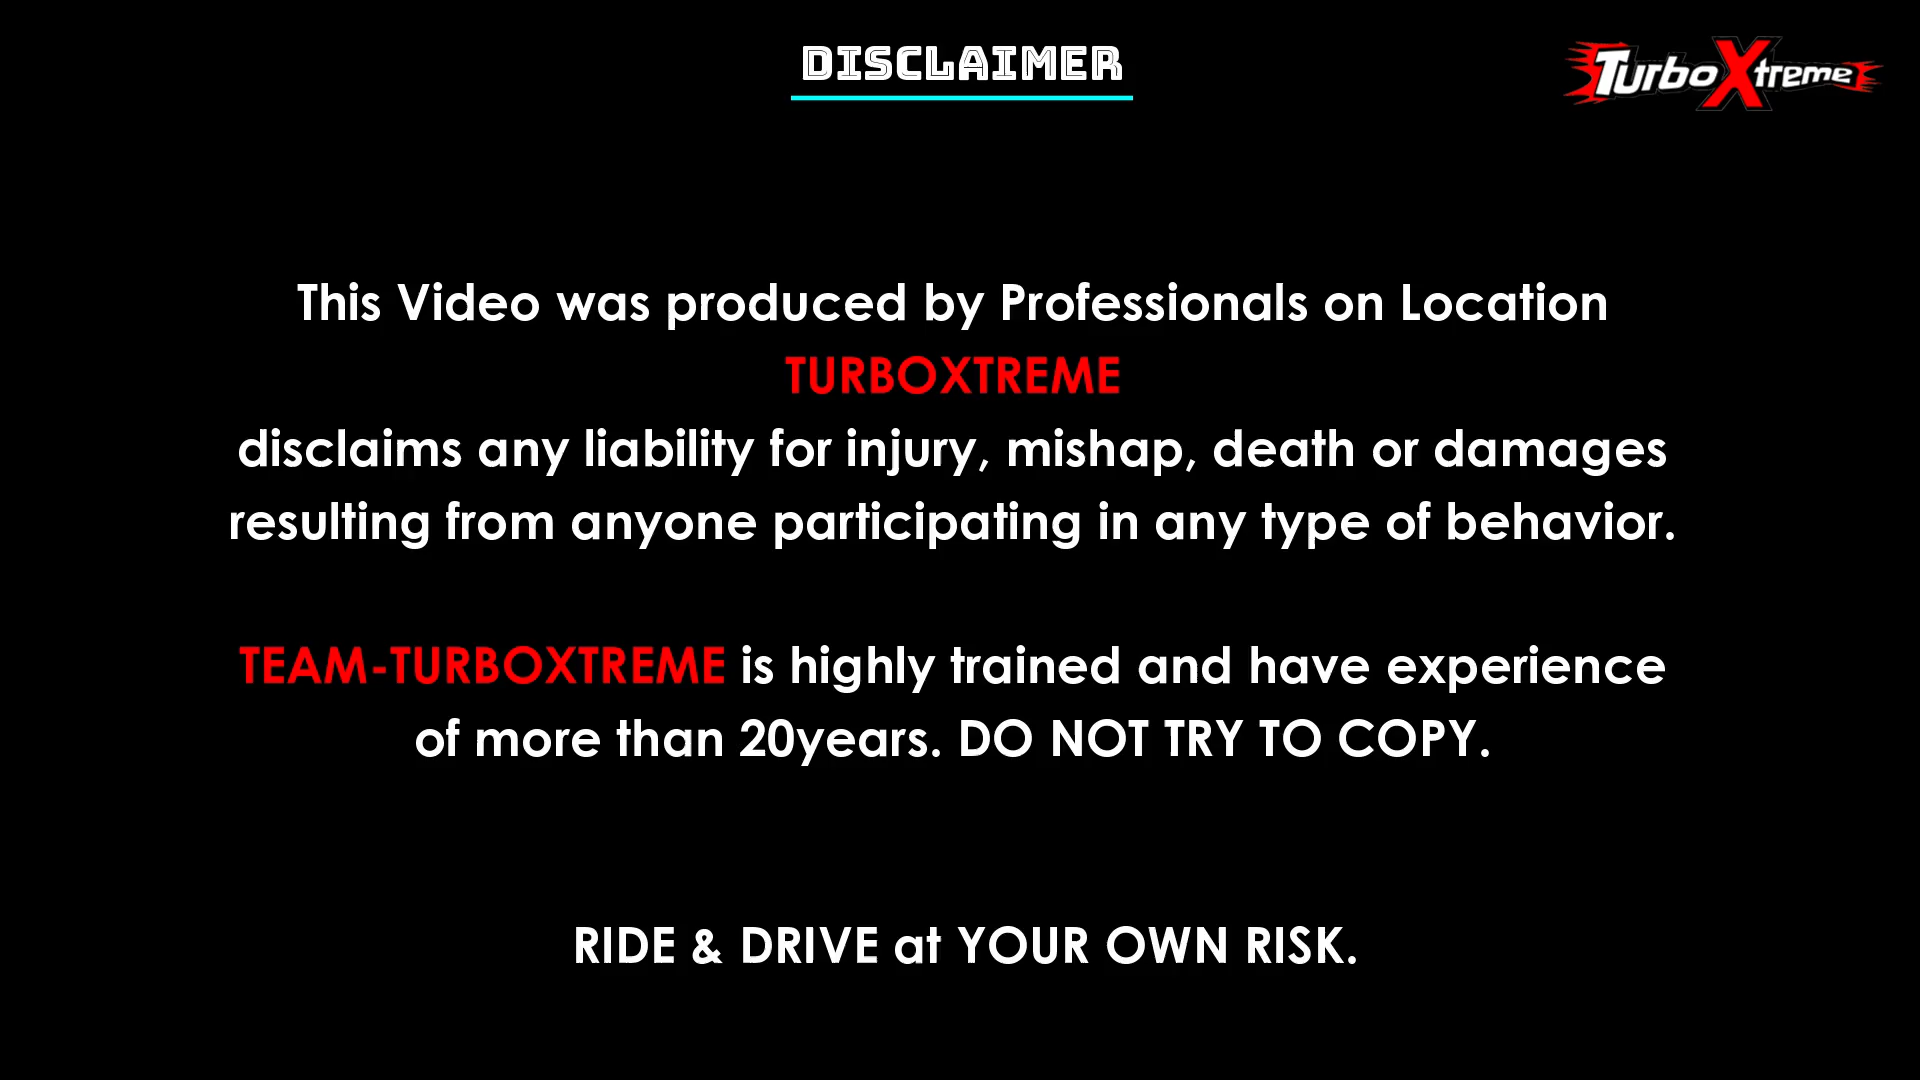 DISCLAIMER
TurboXtreme
This Video was produced by Professionals on Location
TURBOXTREME
disclaims any liability for injury, mishap, death or damages
resulting from anyone participating in any type of behavior.
TEAM-TURBOXTREME is highly trained and have experience
of more than 20years. DO NOT TRY TO COPY.
RIDE & DRIVE at YOUR OWN RISK.